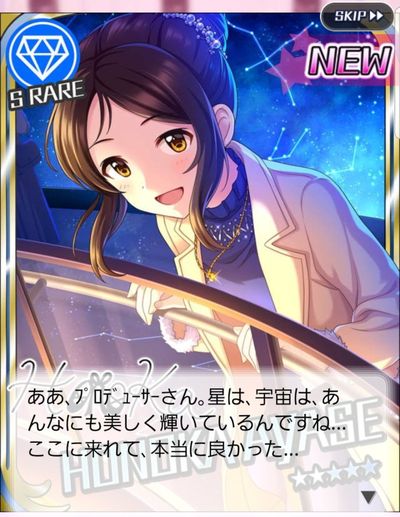 SKIP
NEW
S RARE
ああ、ﾌﾟﾛﾃﾞｭｰｻｰさん。星は、宇宙は、あ
んなにも美しく輝いているんですね...
ここに来れて、本当に良かった...
HONOKA AYASE